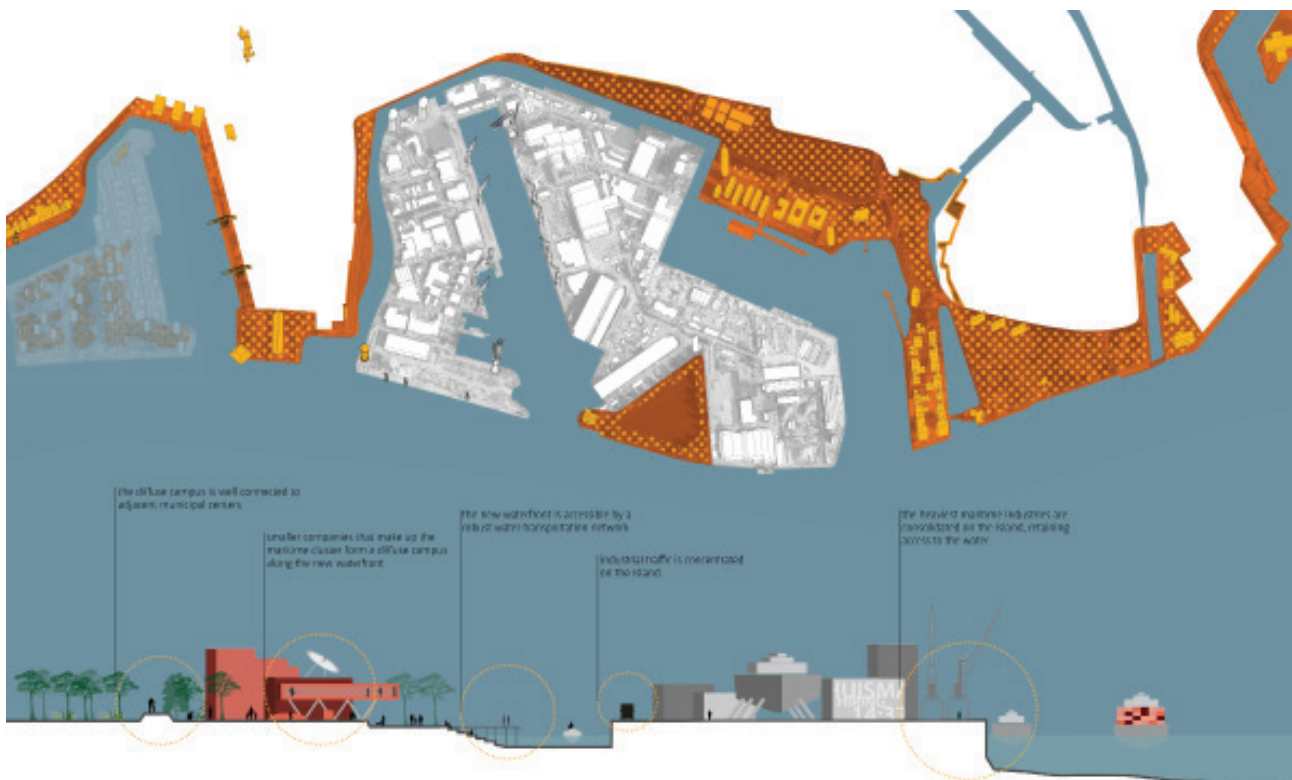 the diffuse campus is well connected to
adjacent municipal centers
smaller companies that make up the
maritime cluster form a diffuse campus
along the new waterfront
the new waterfront is accessible by a
robust water transportation network
industrial traffic is concentrated
on the island
the heaviest maritime industries are
consolidated on the island, retaining
access to the water
HUISMA